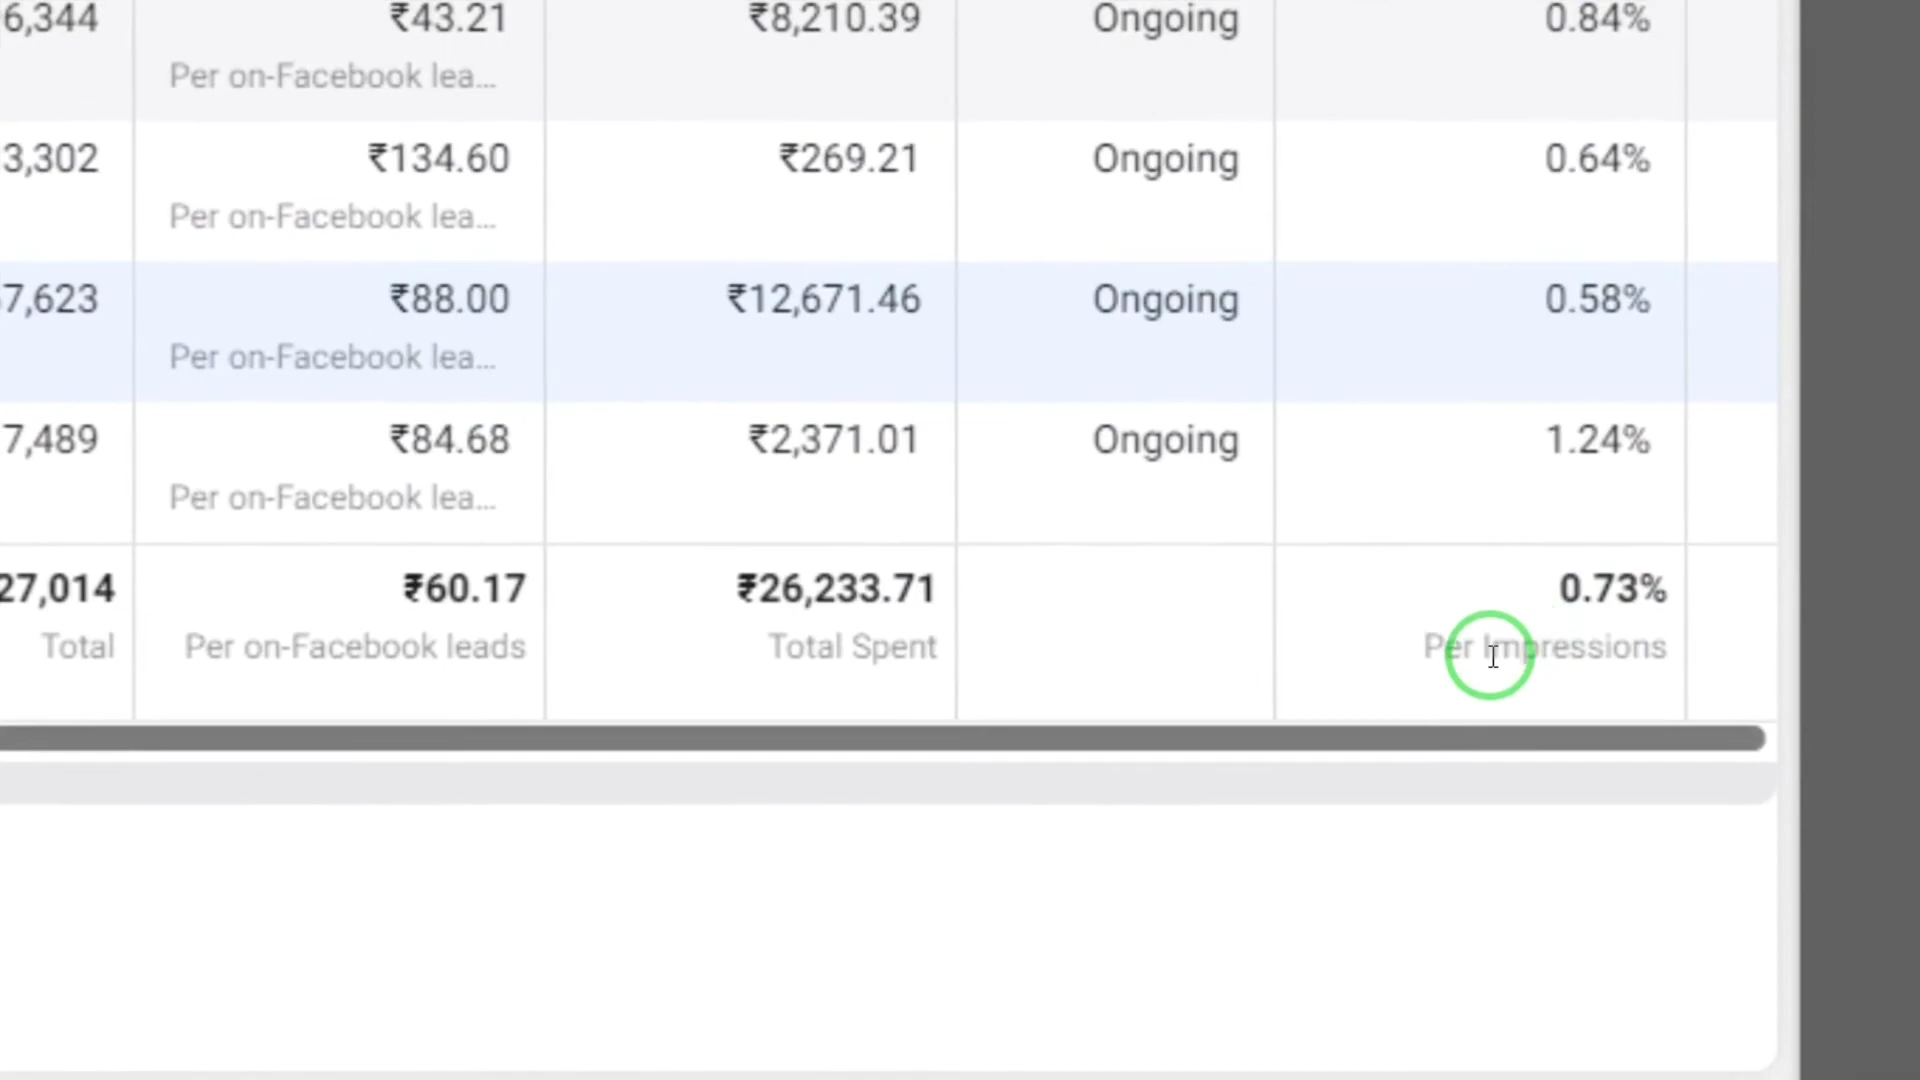 6,344 ₹43.21 ₹8,210.39 Ongoing 0.84%
Per on-Facebook lea...
3,302 ₹134.60 ₹269.21 Ongoing 0.64%
Per on-Facebook lea...
7,623 ₹88.00 ₹12,671.46 Ongoing 0.58%
Per on-Facebook lea...
7,489 ₹84.68 ₹2,371.01 Ongoing 1.24%
Per on-Facebook lea...
27,014 ₹60.17 ₹26,233.71 0.73%
Total Per on-Facebook leads Total Spent Per Impressions